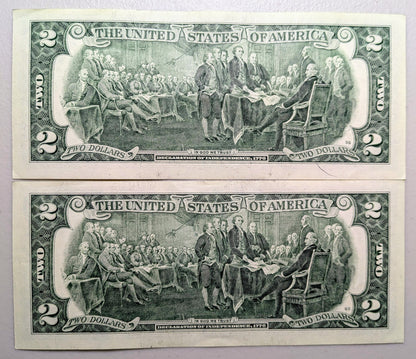 2 THE UNITED STATES OF AMERICA 2
TWO TWO
2 TWO DOLLARS IN GOD WE TRUST TWO DOLLARS 2
DECLARATION OF INDEPENDENCE, 1776
2 THE UNITED STATES OF AMERICA 2
TWO TWO
2 TWO DOLLARS IN GOD WE TRUST TWO DOLLARS 2
DECLARATION OF INDEPENDENCE, 1776